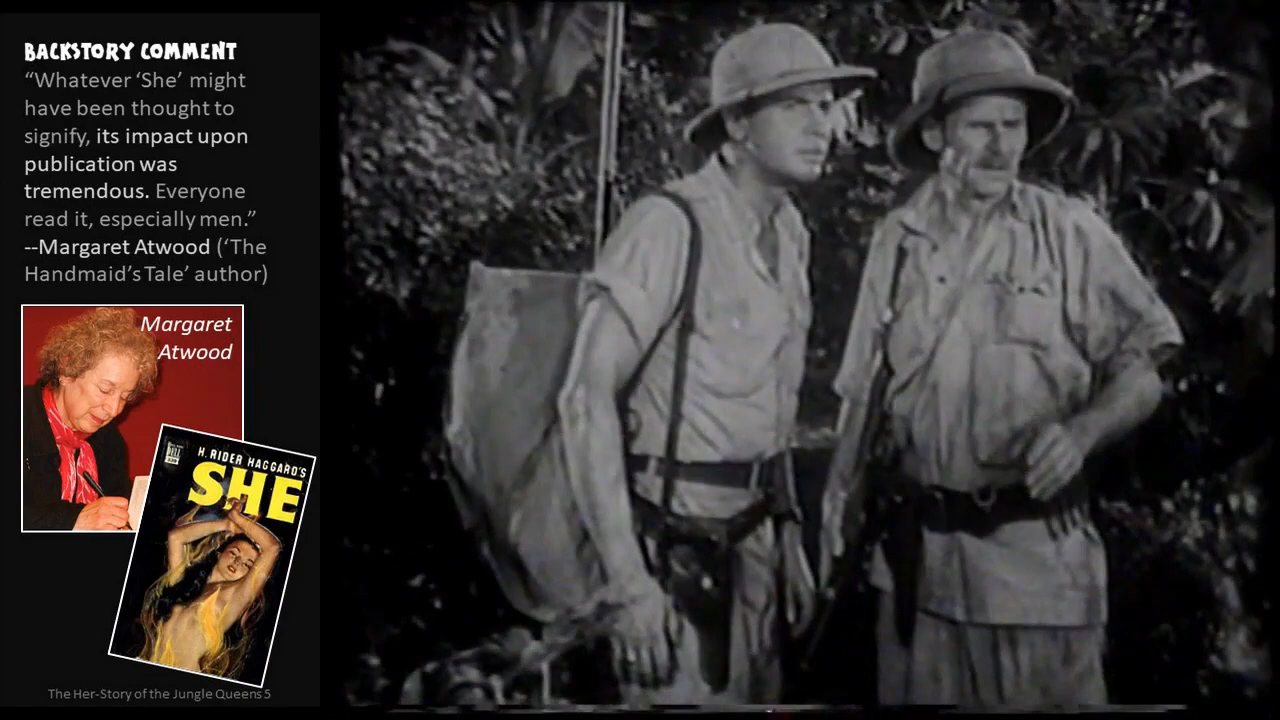 BACKSTORY COMMENT
“Whatever ‘She’ might
have been thought to
signify, its impact upon
publication was
tremendous. Everyone
read it, especially men.”
--Margaret Atwood (‘The
Handmaid’s Tale’ author)
Margaret
Atwood
H. RIDER HAGGARD'S
SHE
The Her-Story of the Jungle Queens 5